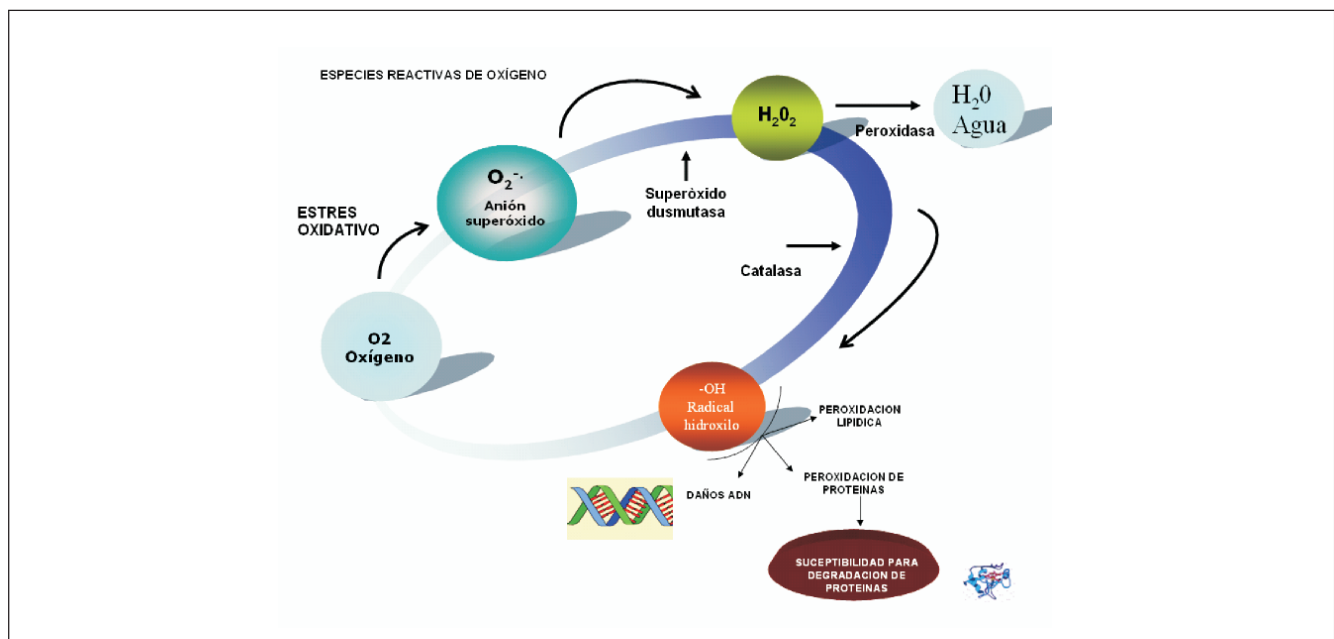 ESPECIES REACTIVAS DE OXÍGENO
H₂0₂
H₂0
Agua
Peroxidasa
O₂⁻·
Anión
superóxido
Superóxido
dusmutasa
ESTRES
OXIDATIVO
Catalasa
O2
Oxígeno
-OH
Radical
hidroxilo
PEROXIDACION
LIPIDICA
PEROXIDACION DE
PROTEINAS
DAÑOS ADN
SUCEPTIBILIDAD PARA
DEGRADACION DE
PROTEINAS